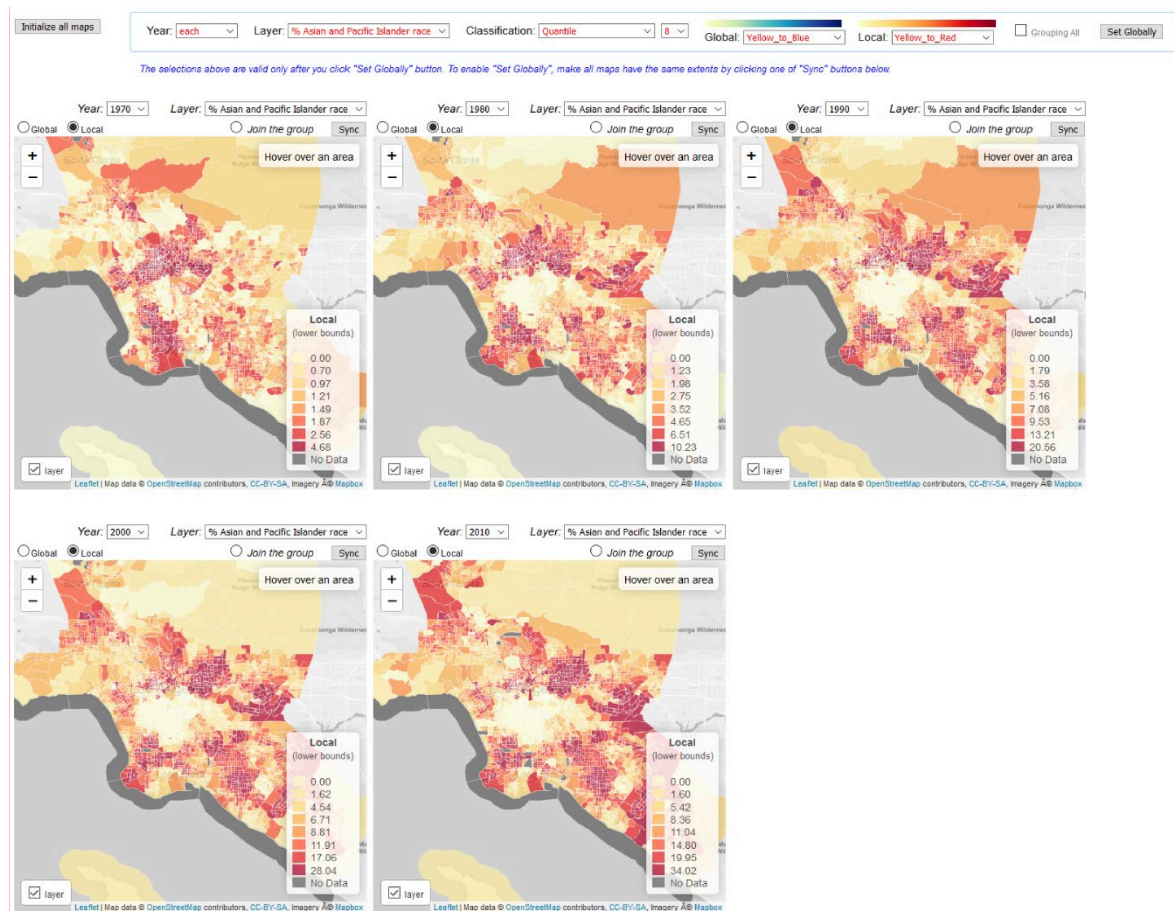 Initialize all maps
Year: each Layer: % Asian and Pacific Islander race Classification: Quantile 8 Global: Yellow_to_Blue Local: Yellow_to_Red Grouping All Set Globally
The selections above are valid only after you click "Set Globally" button. To enable "Set Globally", make all maps have the same extents by clicking one of "Sync" buttons below.
Year: 1970 Layer: % Asian and Pacific Islander race
Global Local Join the group Sync
+
Santa Clarita
Hover over an area
−
Cucamonga Wilderness
Local
(lower bounds)
0.00
0.70
0.97
1.21
1.49
1.87
2.56
4.68
No Data
layer
Leaflet | Map data © OpenStreetMap contributors, CC-BY-SA, Imagery Â© Mapbox
Year: 1980 Layer: % Asian and Pacific Islander race
Global Local Join the group Sync
+
Hover over an area
−
Cucamonga Wilderness
Local
(lower bounds)
0.00
1.23
1.98
2.75
3.52
4.65
6.51
10.23
No Data
layer
Leaflet | Map data © OpenStreetMap contributors, CC-BY-SA, Imagery Â© Mapbox
Year: 1990 Layer: % Asian and Pacific Islander race
Global Local Join the group Sync
+
Hover over an area
−
Cucamonga Wilderness
Local
(lower bounds)
0.00
1.79
3.58
5.16
7.08
9.53
13.21
20.56
No Data
layer
Leaflet | Map data © OpenStreetMap contributors, CC-BY-SA, Imagery Â© Mapbox
Year: 2000 Layer: % Asian and Pacific Islander race
Global Local Join the group Sync
+
Hover over an area
−
Local
(lower bounds)
0.00
1.62
4.54
6.71
8.81
11.91
17.06
28.04
No Data
layer
Leaflet | Map data © OpenStreetMap contributors, CC-BY-SA, Imagery Â© Mapbox
Year: 2010 Layer: % Asian and Pacific Islander race
Global Local Join the group Sync
+
Hover over an area
−
Local
(lower bounds)
0.00
1.60
5.42
8.36
11.04
14.80
19.95
34.02
No Data
layer
Leaflet | Map data © OpenStreetMap contributors, CC-BY-SA, Imagery Â© Mapbox